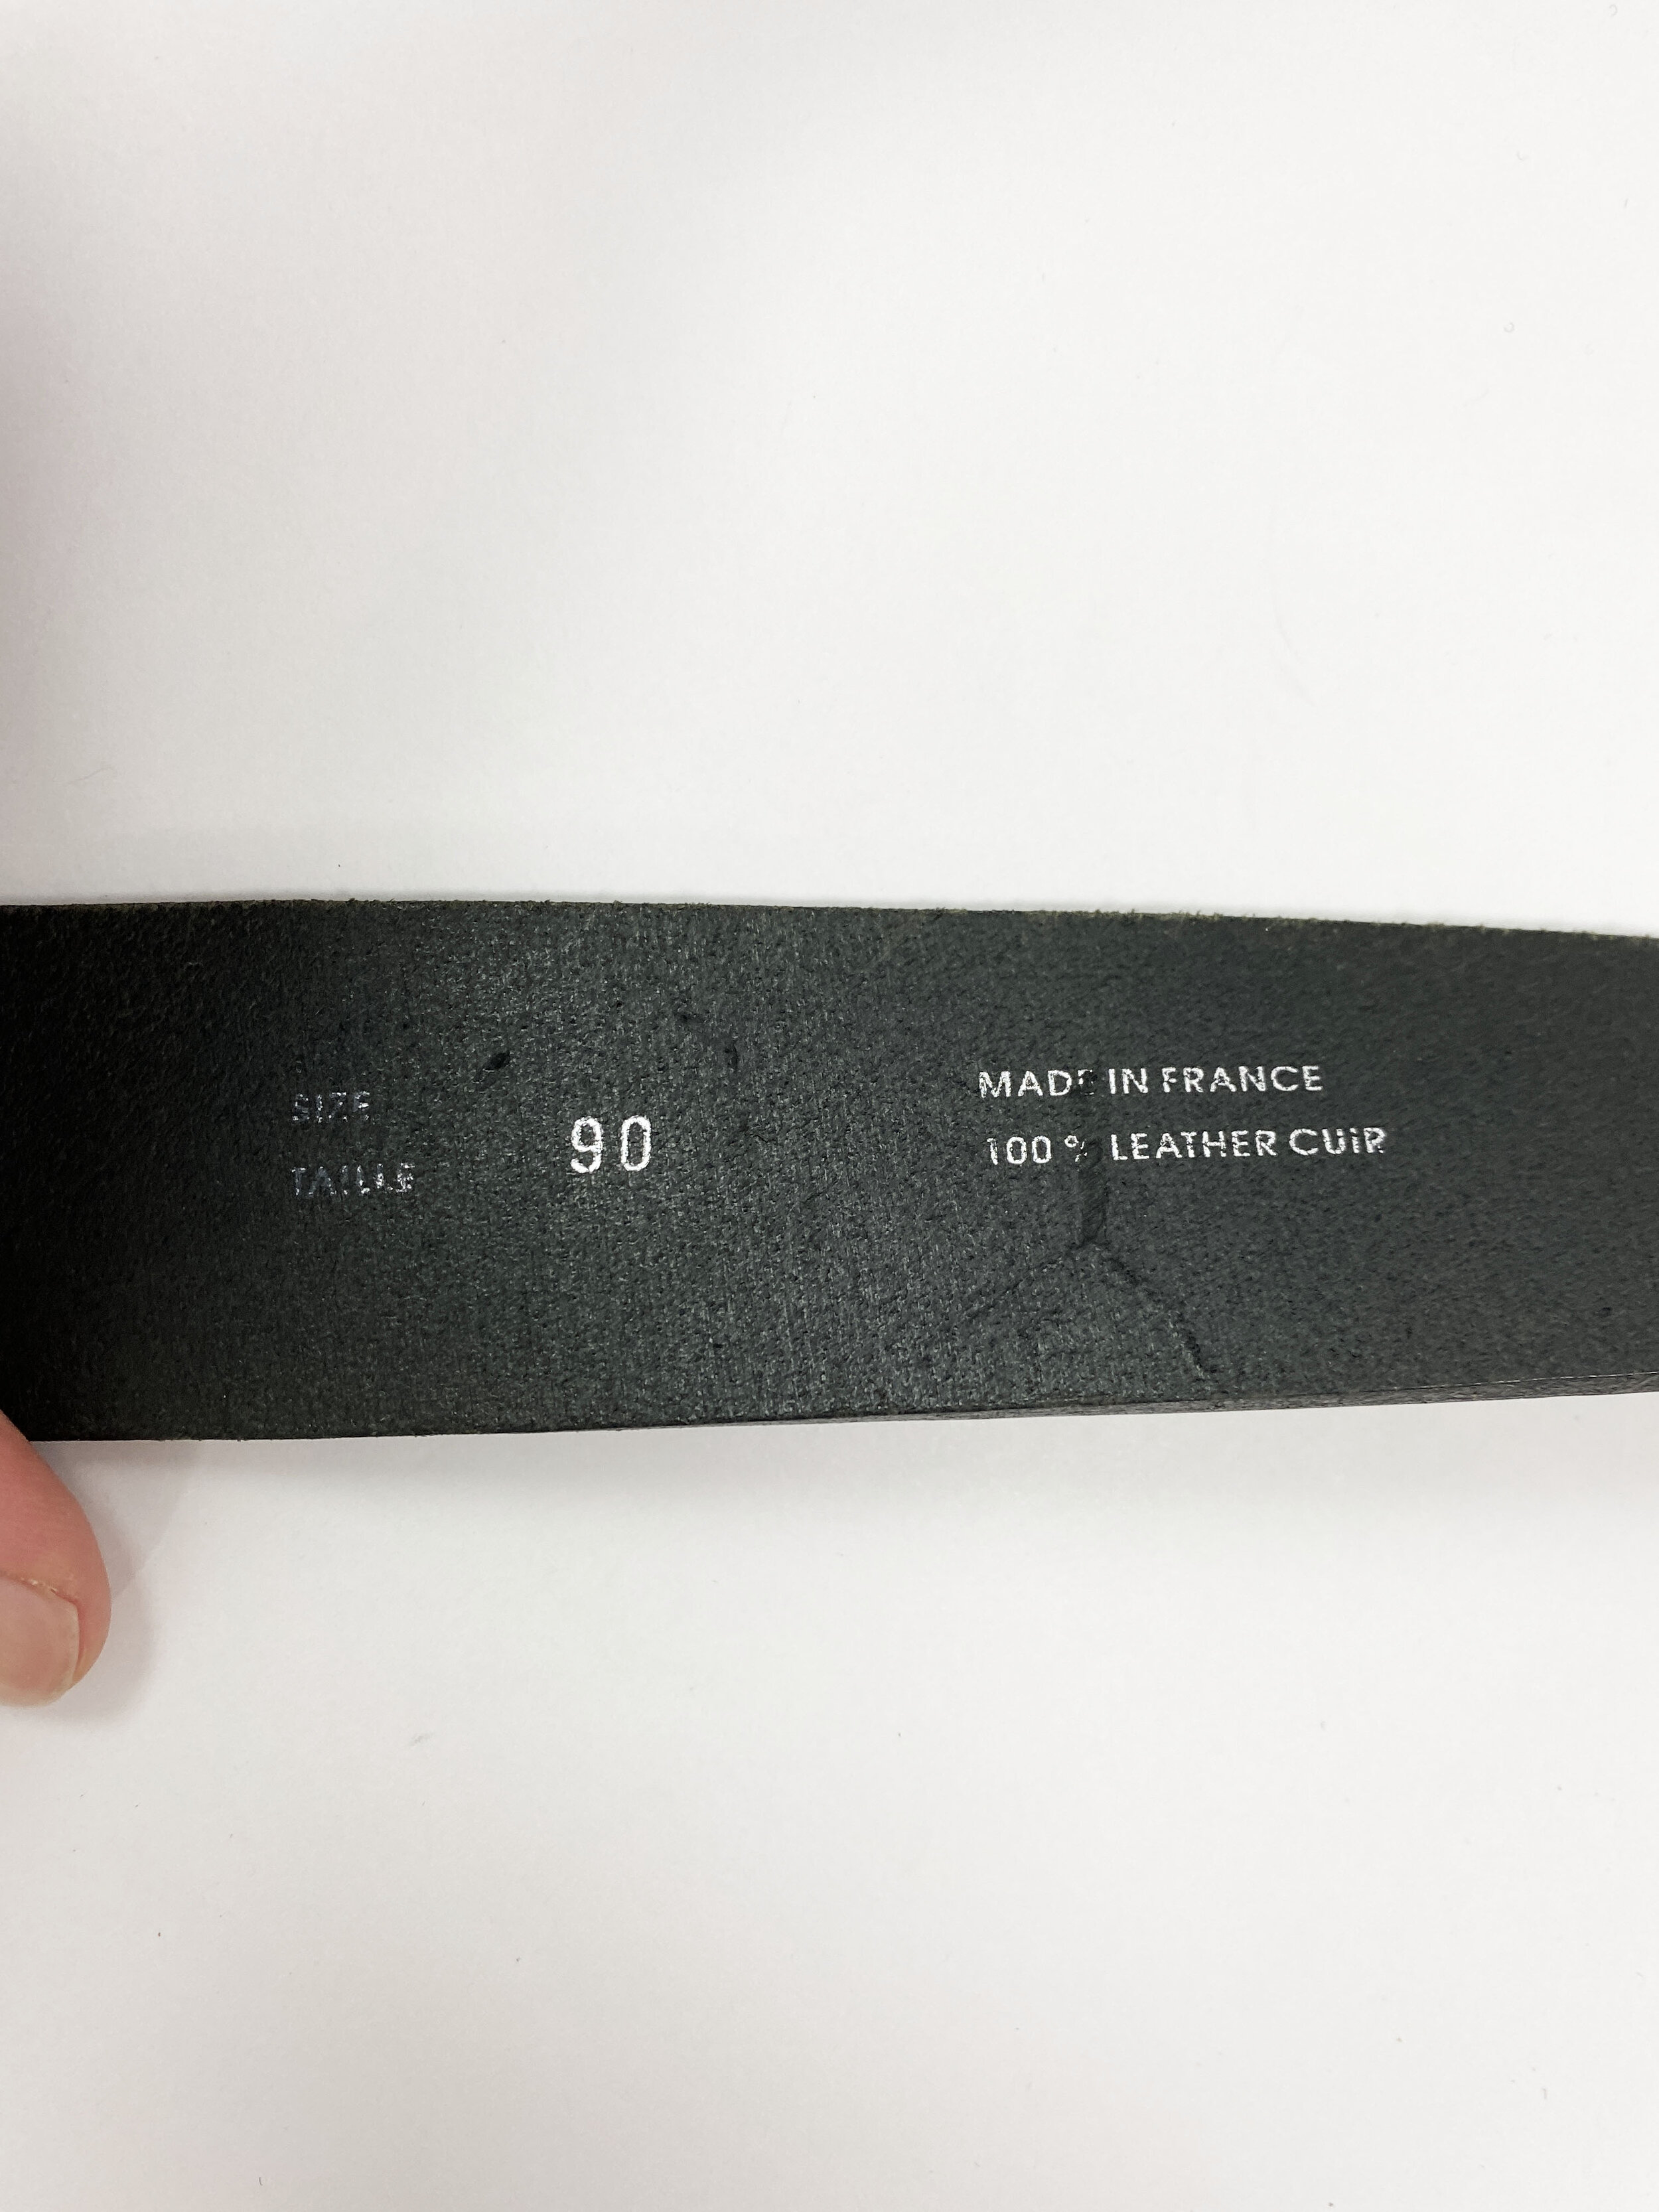 SIZE
TAILLE
90
MADE IN FRANCE
100 % LEATHER CUIR